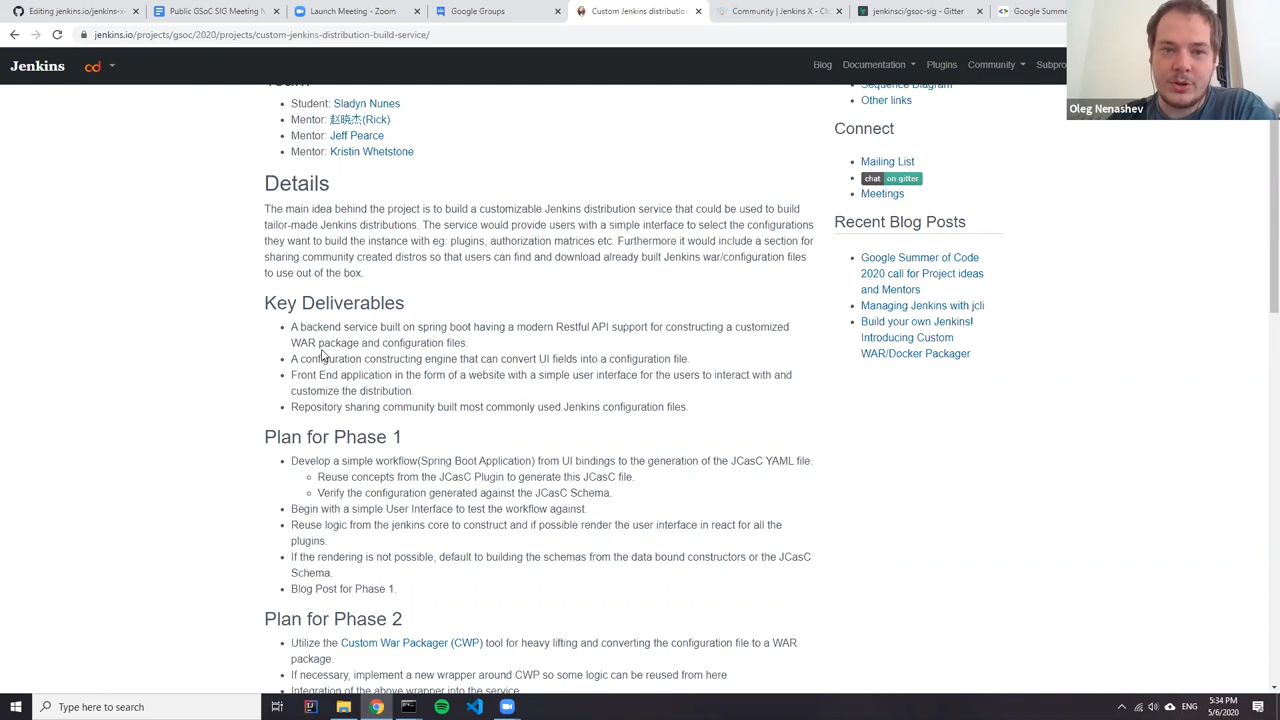 Editing jenkins.io/jenkins-x-
Public GSoC SIG Meeting N
Launch Meeting - Zoom
Google Groups
Custom Jenkins distribution
Community | Jenkins X - Clo
jenkinsci/gsoc-sig - Gitter
Google Summ
jenkins.io/projects/gsoc/2020/projects/custom-jenkins-distribution-build-service/
Jenkins
cd
Blog Documentation Plugins Community Subpro
Oleg Nenashev
Student: Sladyn Nunes
Mentor: 赵晓杰(Rick)
Mentor: Jeff Pearce
Mentor: Kristin Whetstone
Details
The main idea behind the project is to build a customizable Jenkins distribution service that could be used to build
tailor-made Jenkins distributions. The service would provide users with a simple interface to select the configurations
they want to build the instance with eg: plugins, authorization matrices etc. Furthermore it would include a section for
sharing community created distros so that users can find and download already built Jenkins war/configuration files
to use out of the box.
Key Deliverables
A backend service built on spring boot having a modern Restful API support for constructing a customized
WAR package and configuration files.
A configuration constructing engine that can convert UI fields into a configuration file.
Front End application in the form of a website with a simple user interface for the users to interact with and
customize the distribution.
Repository sharing community built most commonly used Jenkins configuration files.
Plan for Phase 1
Develop a simple workflow(Spring Boot Application) from UI bindings to the generation of the JCasC YAML file.
Reuse concepts from the JCasC Plugin to generate this JCasC file.
Verify the configuration generated against the JCasC Schema.
Begin with a simple User Interface to test the workflow against.
Reuse logic from the jenkins core to construct and if possible render the user interface in react for all the
plugins.
If the rendering is not possible, default to building the schemas from the data bound constructors or the JCasC
Schema.
Blog Post for Phase 1.
Plan for Phase 2
Utilize the Custom War Packager (CWP) tool for heavy lifting and converting the configuration file to a WAR
package.
If necessary, implement a new wrapper around CWP so some logic can be reused from here
Integration of the above wrapper into the service
Sequence Diagram
Other links
Connect
Mailing List
chat on gitter
Meetings
Recent Blog Posts
Google Summer of Code
2020 call for Project ideas
and Mentors
Managing Jenkins with jcli
Build your own Jenkins!
Introducing Custom
WAR/Docker Packager
Type here to search
ENG
5:34 PM
5/6/2020